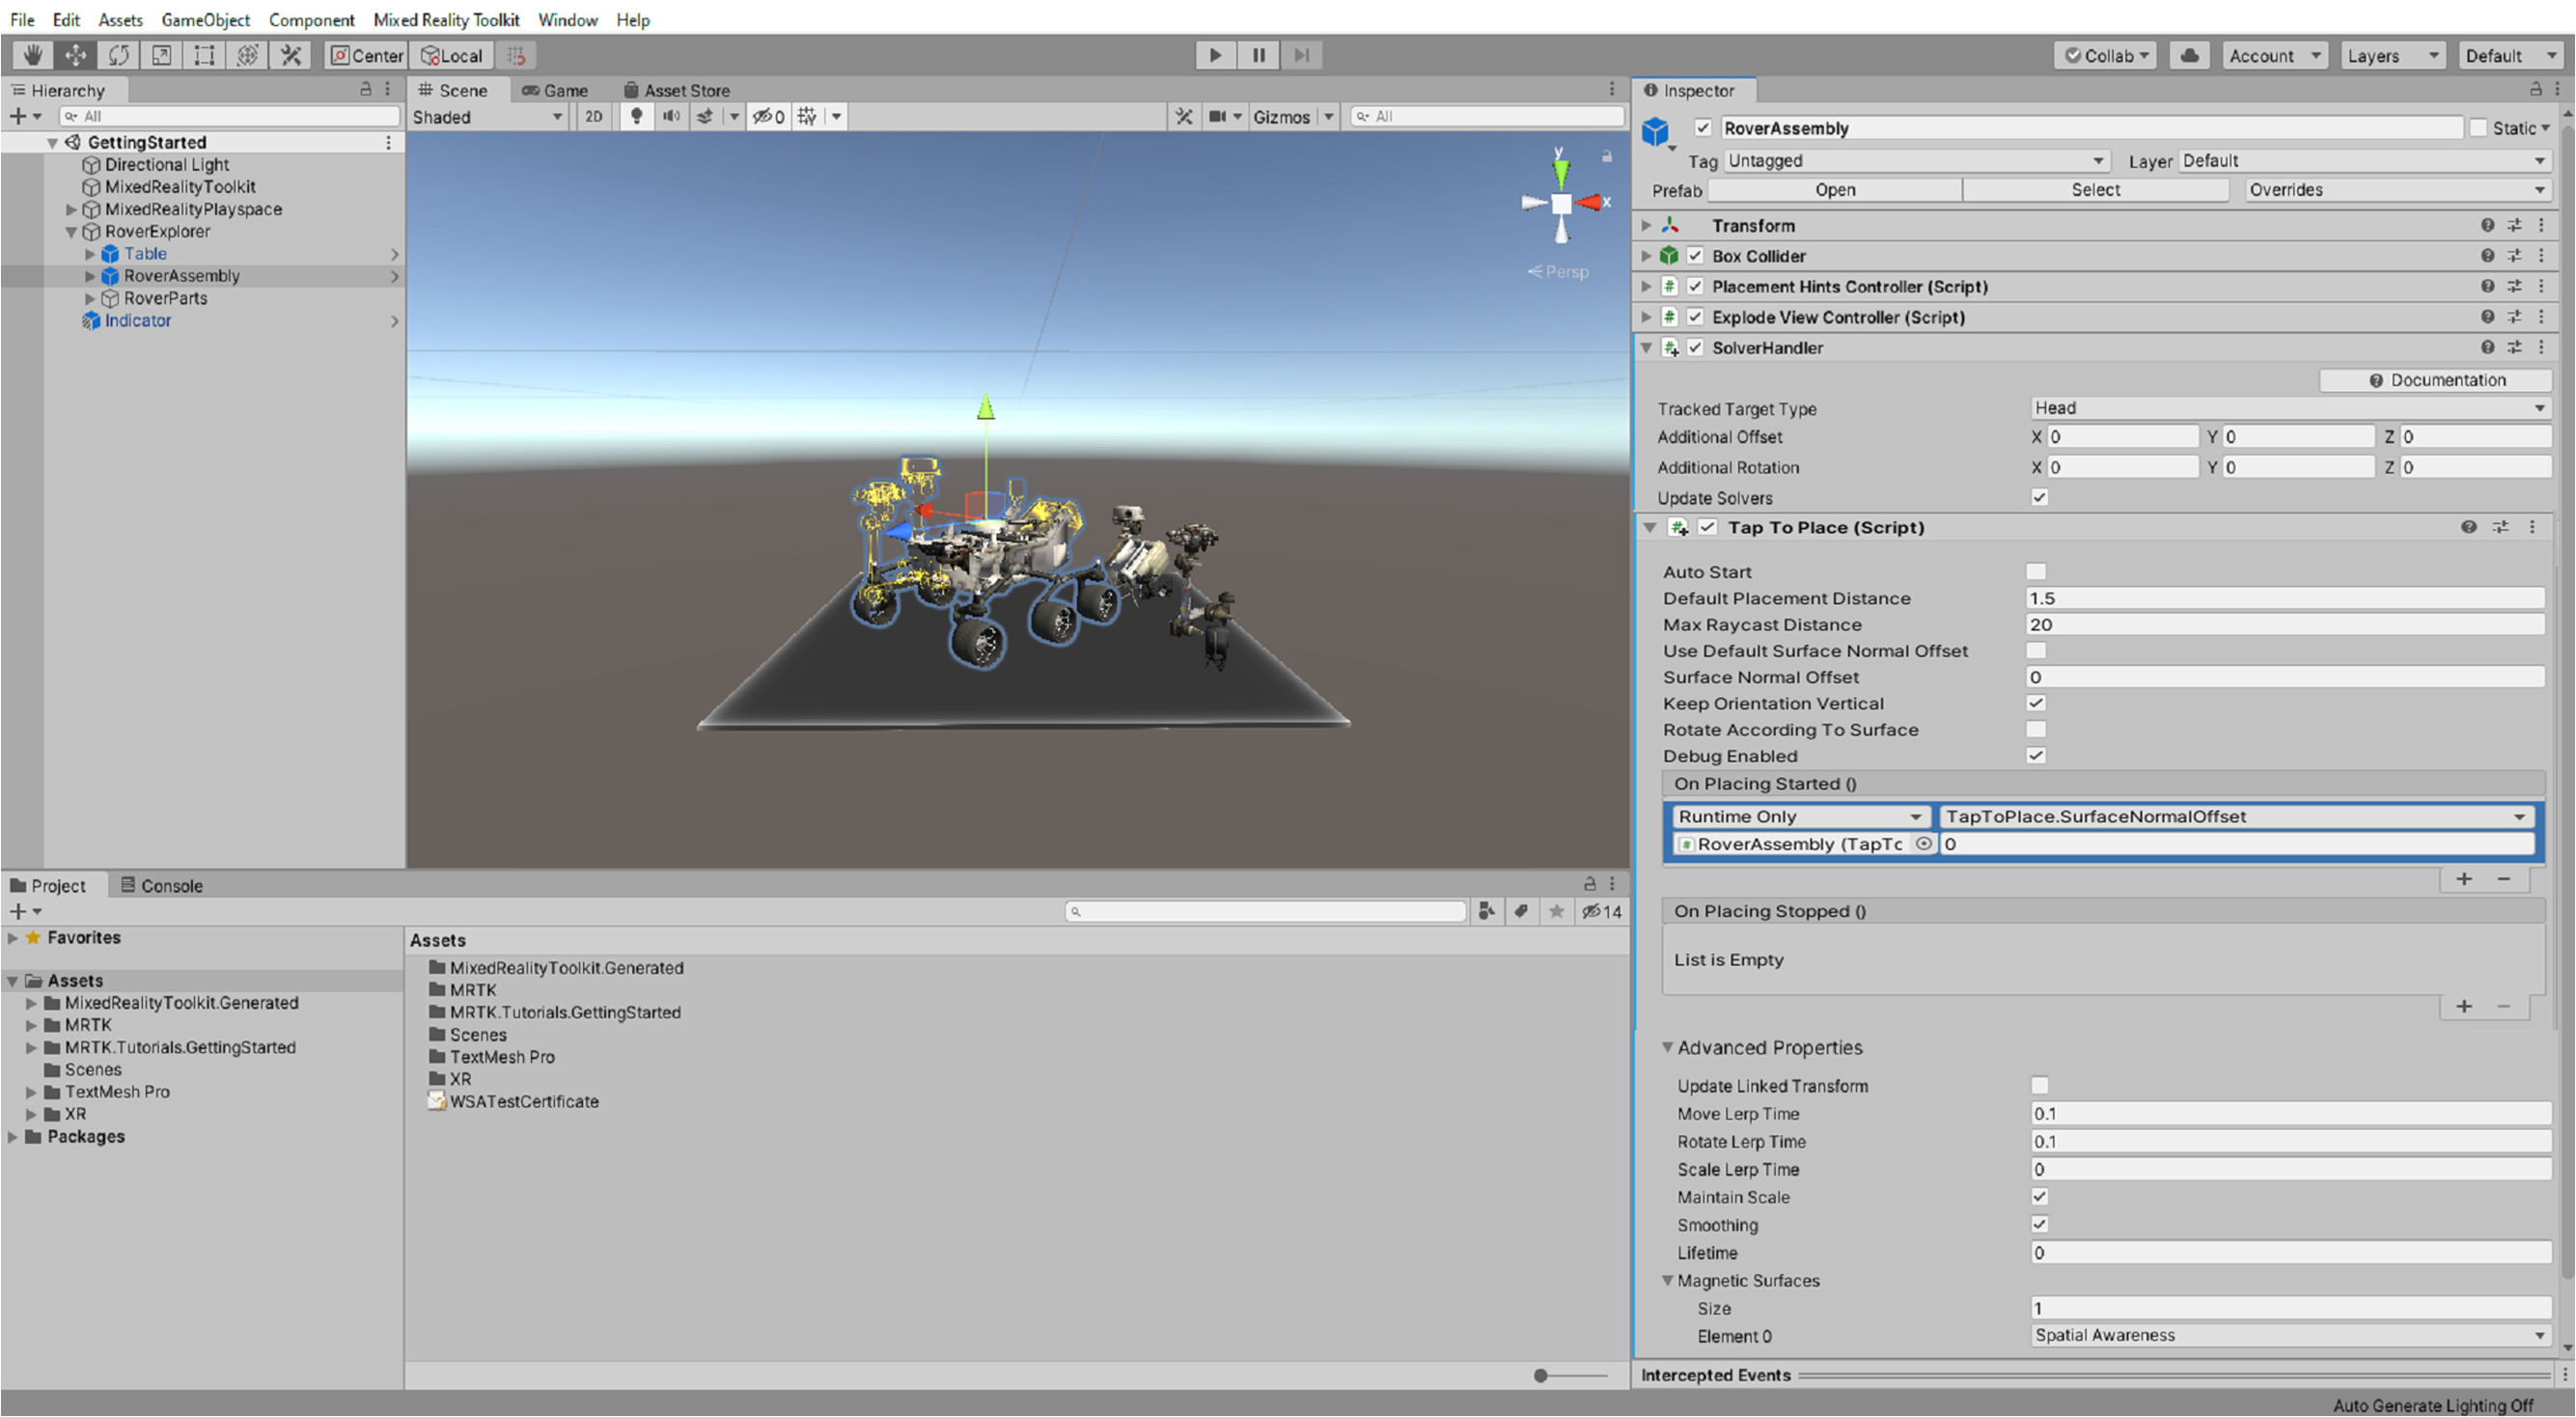 File Edit Assets GameObject Component Mixed Reality Toolkit Window Help
Center Local
Collab Account Layers Default
Hierarchy
All
GettingStarted
Directional Light
MixedRealityToolkit
MixedRealityPlayspace
RoverExplorer
Table
RoverAssembly
RoverParts
Indicator
Scene Game Asset Store
Shaded 2D 0 Gizmos All
y
x
Persp
Inspector
RoverAssembly Static
Tag Untagged Layer Default
Prefab Open Select Overrides
Transform
Box Collider
Placement Hints Controller (Script)
Explode View Controller (Script)
SolverHandler
Documentation
Tracked Target Type Head
Additional Offset X 0 Y 0 Z 0
Additional Rotation X 0 Y 0 Z 0
Update Solvers
Tap To Place (Script)
Auto Start
Default Placement Distance 1.5
Max Raycast Distance 20
Use Default Surface Normal Offset
Surface Normal Offset 0
Keep Orientation Vertical
Rotate According To Surface
Debug Enabled
On Placing Started ()
Runtime Only TapToPlace.SurfaceNormalOffset
RoverAssembly (TapTo 0
+ −
On Placing Stopped ()
List is Empty
+ −
Advanced Properties
Update Linked Transform
Move Lerp Time 0.1
Rotate Lerp Time 0.1
Scale Lerp Time 0
Maintain Scale
Smoothing
Lifetime 0
Magnetic Surfaces
Size 1
Element 0 Spatial Awareness
Intercepted Events
Project Console
14
Favorites
Assets
MixedRealityToolkit.Generated
MRTK
MRTK.Tutorials.GettingStarted
Scenes
TextMesh Pro
XR
Packages
Assets
MixedRealityToolkit.Generated
MRTK
MRTK.Tutorials.GettingStarted
Scenes
TextMesh Pro
XR
WSATestCertificate
Auto Generate Lighting Off